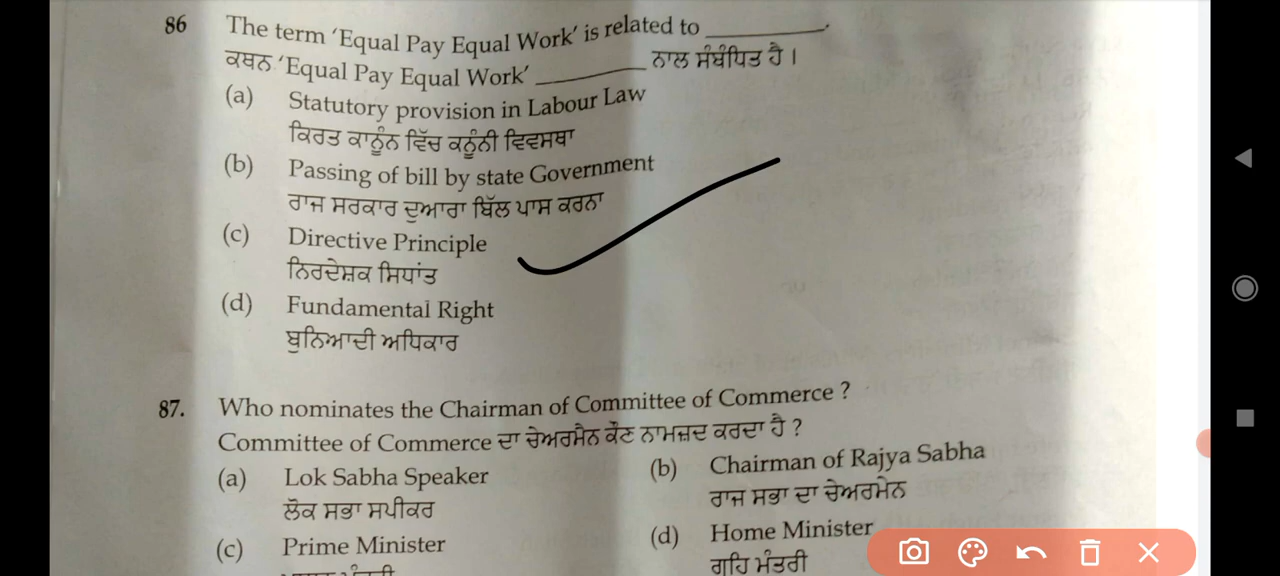 86 The term 'Equal Pay Equal Work' is related to __________.
ਕਥਨ 'Equal Pay Equal Work' __________ ਨਾਲ ਸੰਬੰਧਿਤ ਹੈ।
(a) Statutory provision in Labour Law
ਕਿਰਤ ਕਾਨੂੰਨ ਵਿੱਚ ਕਨੂੰਨੀ ਵਿਵਸਥਾ
(b) Passing of bill by state Government
ਰਾਜ ਸਰਕਾਰ ਦੁਆਰਾ ਬਿੱਲ ਪਾਸ ਕਰਨਾ
(c) Directive Principle
ਨਿਰਦੇਸ਼ਕ ਸਿਧਾਂਤ
(d) Fundamental Right
ਬੁਨਿਆਦੀ ਅਧਿਕਾਰ
87. Who nominates the Chairman of Committee of Commerce ?
Committee of Commerce ਦਾ ਚੇਅਰਮੈਨ ਕੌਣ ਨਾਮਜ਼ਦ ਕਰਦਾ ਹੈ ?
(a) Lok Sabha Speaker (b) Chairman of Rajya Sabha
ਲੋਕ ਸਭਾ ਸਪੀਕਰ ਰਾਜ ਸਭਾ ਦਾ ਚੇਅਰਮੇਨ
(c) Prime Minister (d) Home Minister
ਮੰਤਰੀ ਗ੍ਰਹਿ ਮੰਤਰੀ